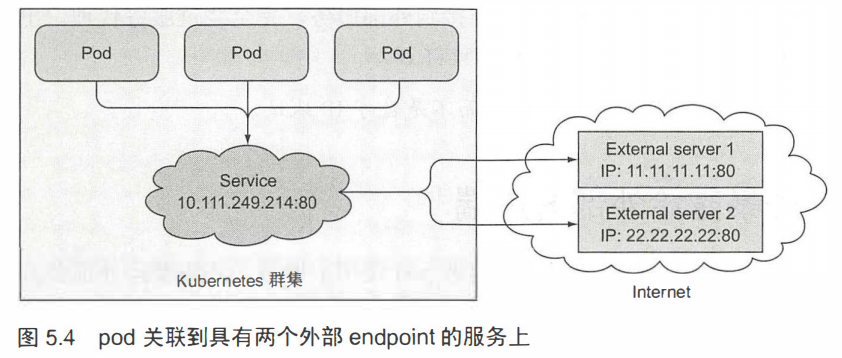 Pod
Pod
Pod
Service
10.111.249.214:80
External server 1
IP: 11.11.11.11:80
External server 2
IP: 22.22.22.22:80
Kubernetes 群集
Internet
图 5.4 pod 关联到具有两个外部 endpoint 的服务上